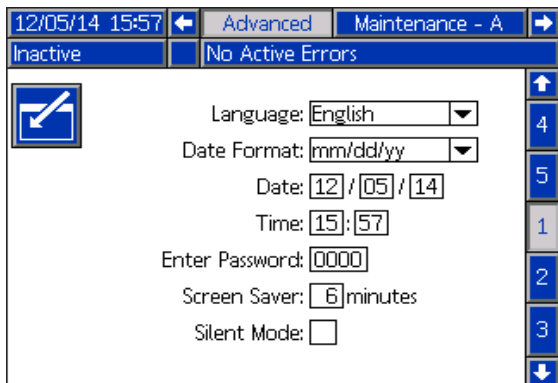 12/05/14 15:57 Advanced Maintenance - A
Inactive No Active Errors
Language: English
4
Date Format: mm/dd/yy
5
Date: 12 / 05 / 14
Time: 15 : 57
1
Enter Password: 0000
2
Screen Saver: 6 minutes
Silent Mode:
3